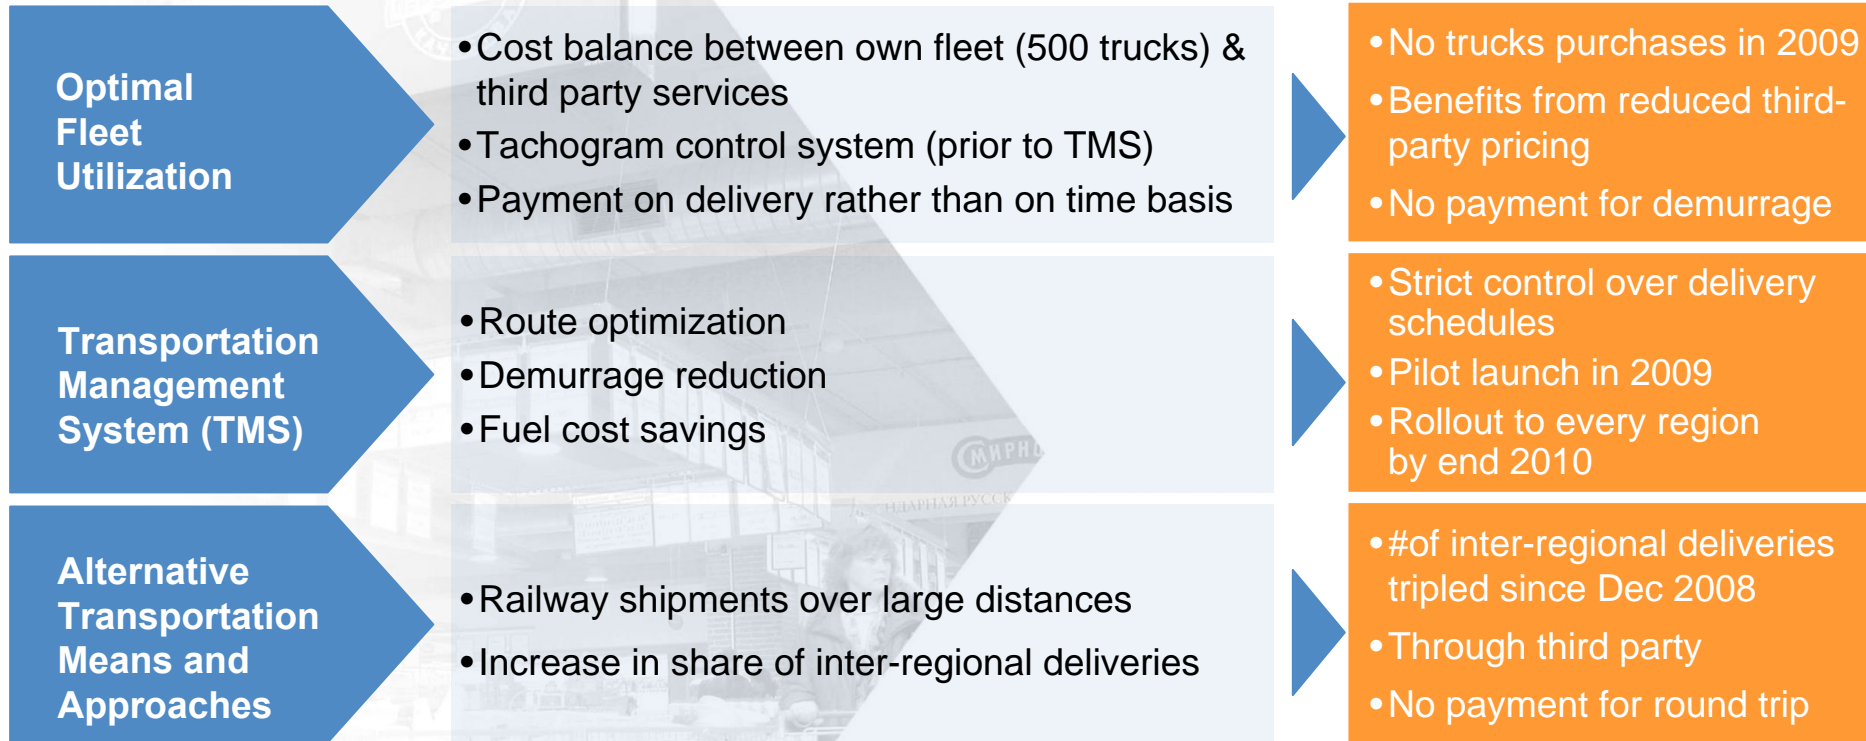 Optimal
Fleet
Utilization
•Cost balance between own fleet (500 trucks) &
third party services
•Tachogram control system (prior to TMS)
•Payment on delivery rather than on time basis
•No trucks purchases in 2009
•Benefits from reduced third-
party pricing
•No payment for demurrage
Transportation
Management
System (TMS)
•Route optimization
•Demurrage reduction
•Fuel cost savings
•Strict control over delivery
schedules
•Pilot launch in 2009
•Rollout to every region
by end 2010
Alternative
Transportation
Means and
Approaches
•Railway shipments over large distances
•Increase in share of inter-regional deliveries
•#of inter-regional deliveries
tripled since Dec 2008
•Through third party
•No payment for round trip